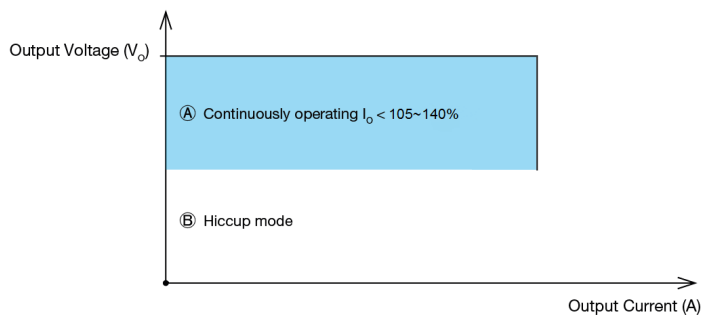 Output Voltage (Vo)
Ⓐ Continuously operating Io < 105~140%
Ⓑ Hiccup mode
Output Current (A)